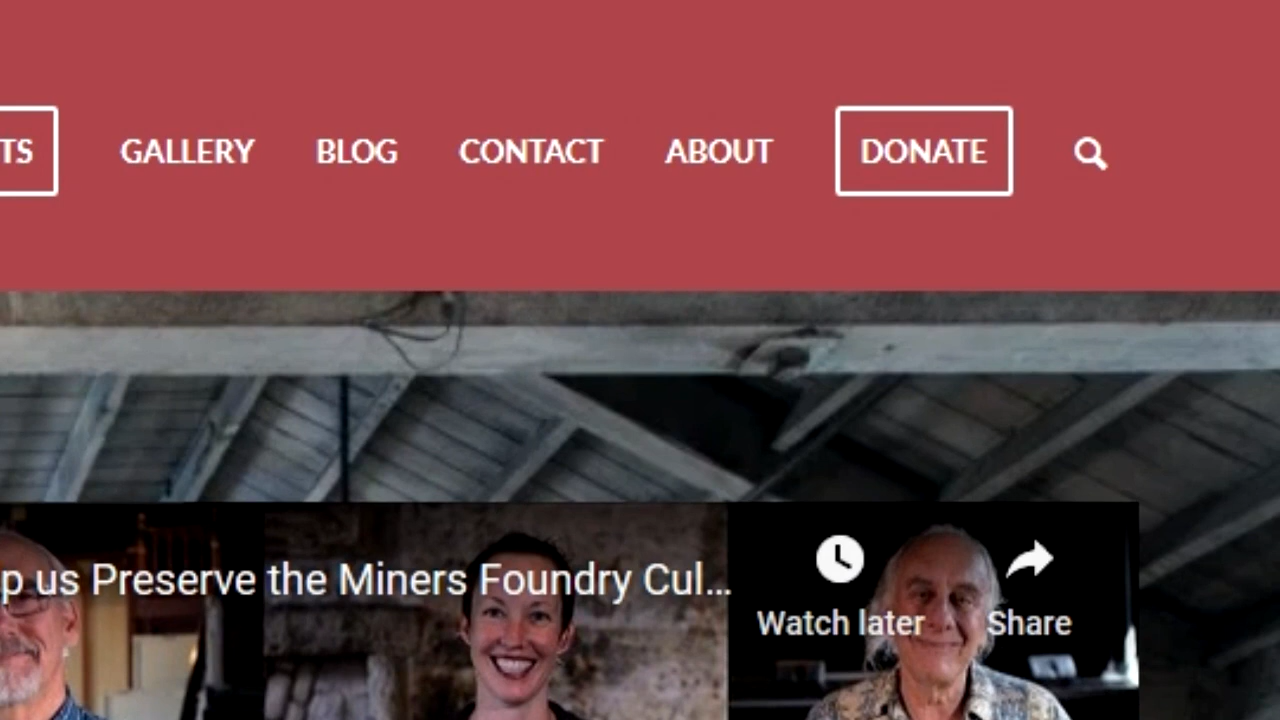 TS GALLERY BLOG CONTACT ABOUT DONATE
p us Preserve the Miners Foundry Cul...
Watch later Share